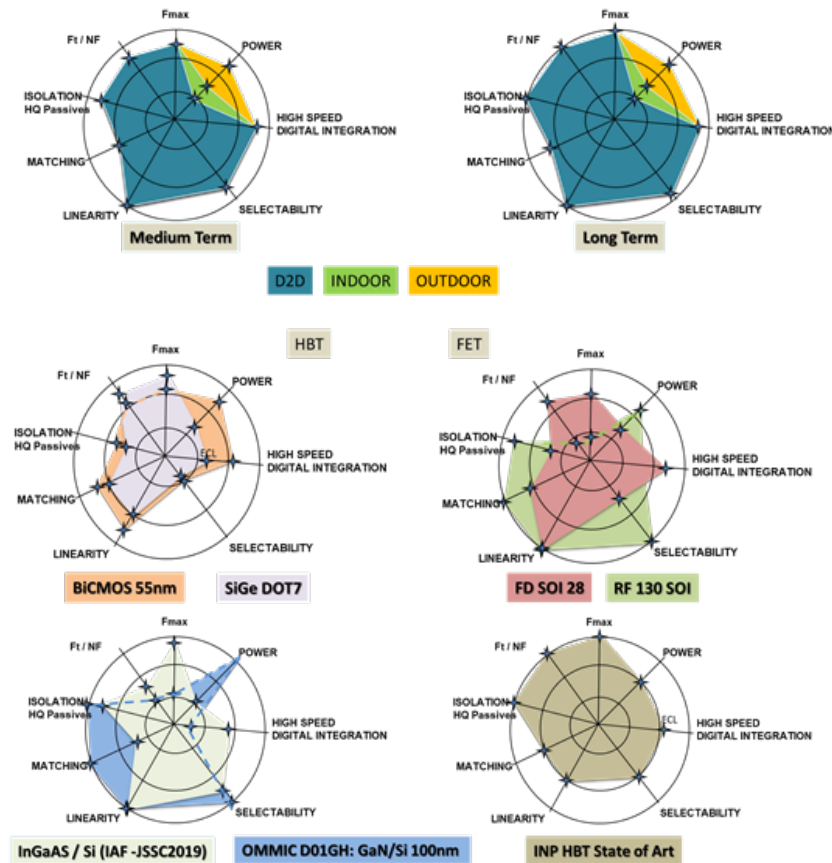 Fmax
Ft / NF
POWER
ISOLATION
HQ Passives
HIGH SPEED
DIGITAL INTEGRATION
MATCHING
LINEARITY
SELECTABILITY
Medium Term
Fmax
Ft / NF
POWER
ISOLATION
HQ Passives
HIGH SPEED
DIGITAL INTEGRATION
MATCHING
LINEARITY
SELECTABILITY
Long Term
D2D
INDOOR
OUTDOOR
HBT
FET
Fmax
Ft / NF
POWER
ISOLATION
HQ Passives
ECL
HIGH SPEED
DIGITAL INTEGRATION
MATCHING
LINEARITY
SELECTABILITY
BiCMOS 55nm
SiGe DOT7
Fmax
Ft / NF
POWER
ISOLATION
HQ Passives
HIGH SPEED
DIGITAL INTEGRATION
MATCHING
LINEARITY
SELECTABILITY
FD SOI 28
RF 130 SOI
Fmax
Ft / NF
POWER
ISOLATION
HQ Passives
HIGH SPEED
DIGITAL INTEGRATION
MATCHING
LINEARITY
SELECTABILITY
InGaAS / Si (IAF -JSSC2019)
OMMIC D01GH: GaN/Si 100nm
Fmax
Ft / NF
POWER
ISOLATION
HQ Passives
ECL
HIGH SPEED
DIGITAL INTEGRATION
MATCHING
LINEARITY
SELECTABILITY
INP HBT State of Art